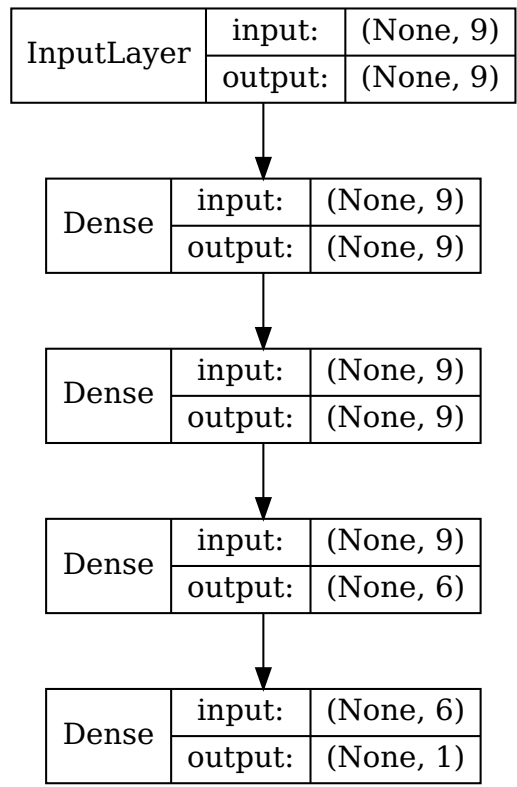 InputLayer
input: (None, 9)
output: (None, 9)
Dense
input: (None, 9)
output: (None, 9)
Dense
input: (None, 9)
output: (None, 9)
Dense
input: (None, 9)
output: (None, 6)
Dense
input: (None, 6)
output: (None, 1)